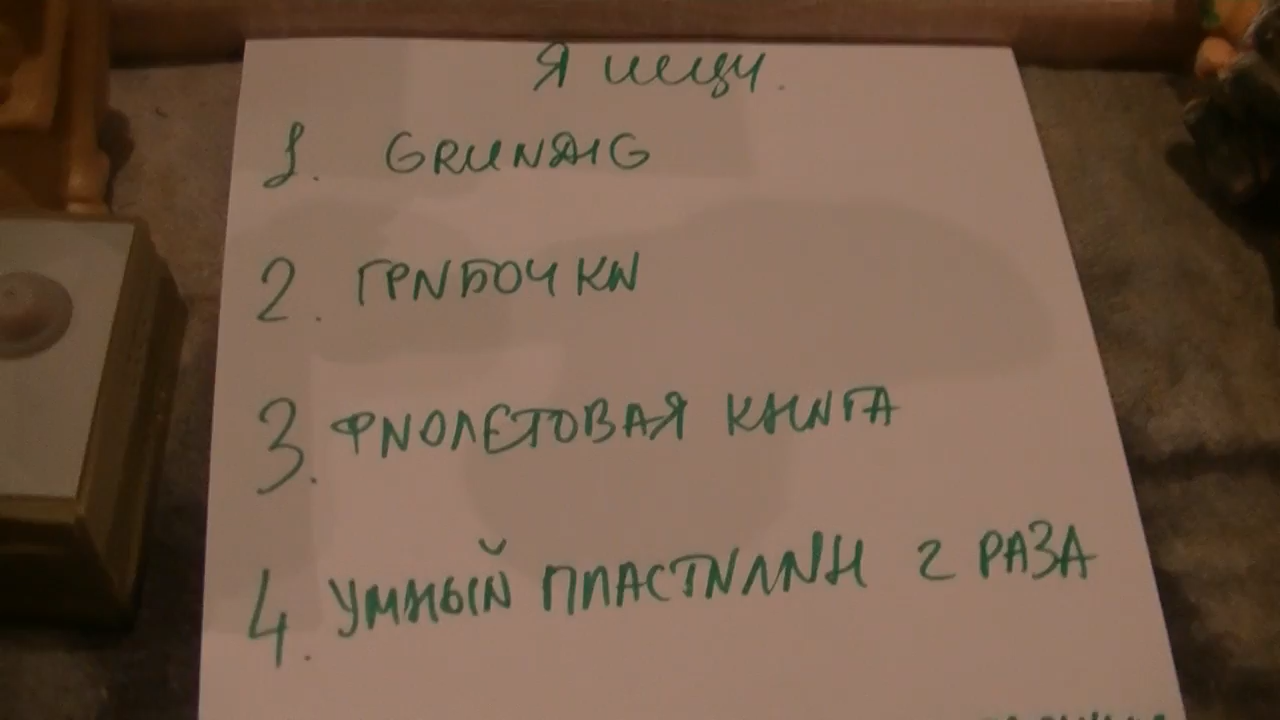 Я ищу.
1. GRUNDIG
2. ГРИБОЧКИ
3. ФИОЛЕТОВАЯ КНИГА
4. УМНЫЙ ПЛАСТИЛИН 2 РАЗА